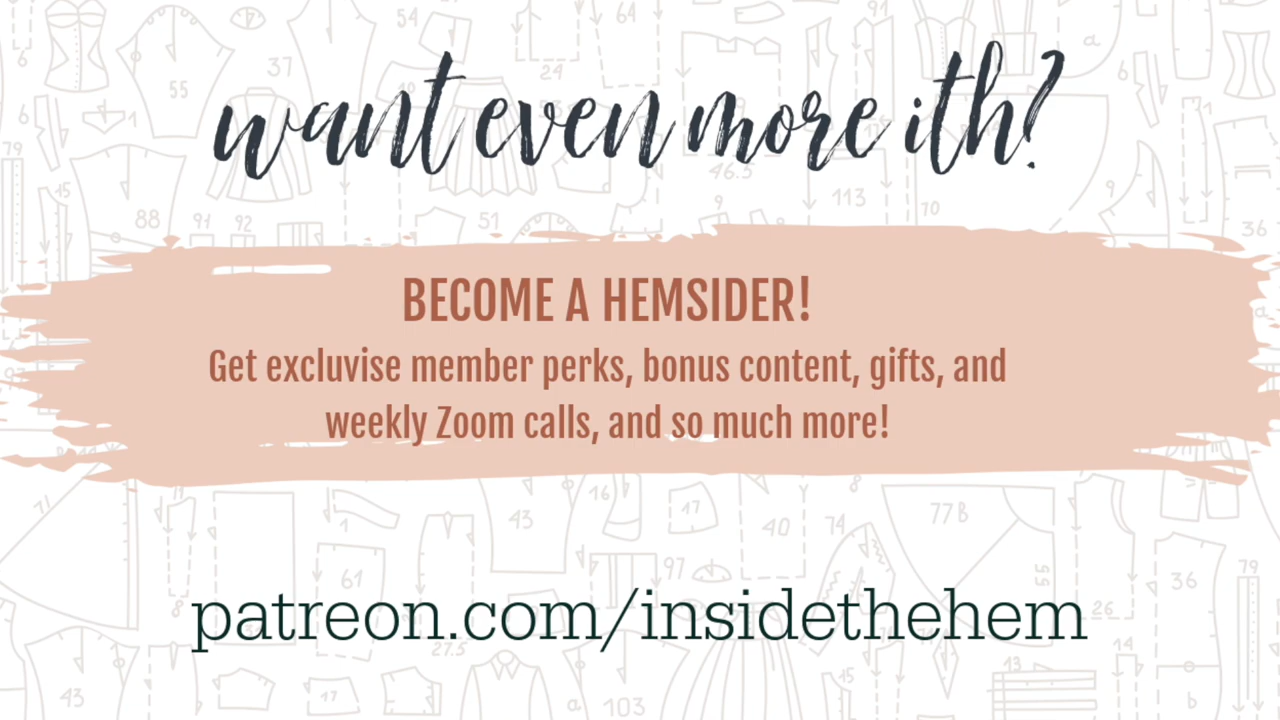 want even more ith?
BECOME A HEMSIDER!
Get excluvise member perks, bonus content, gifts, and
weekly Zoom calls, and so much more!
patreon.com/insidethehem